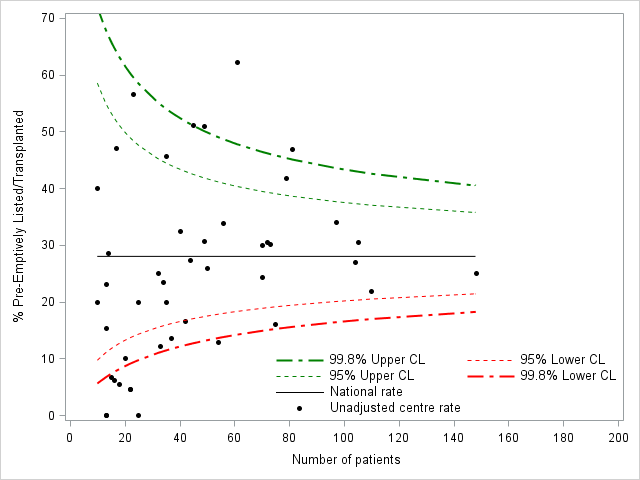 70
60
50
40
30
20
10
0
% Pre-Emptively Listed/Transplanted
99.8% Upper CL
95% Lower CL
95% Upper CL
99.8% Lower CL
National rate
Unadjusted centre rate
0 20 40 60 80 100 120 140 160 180 200
Number of patients